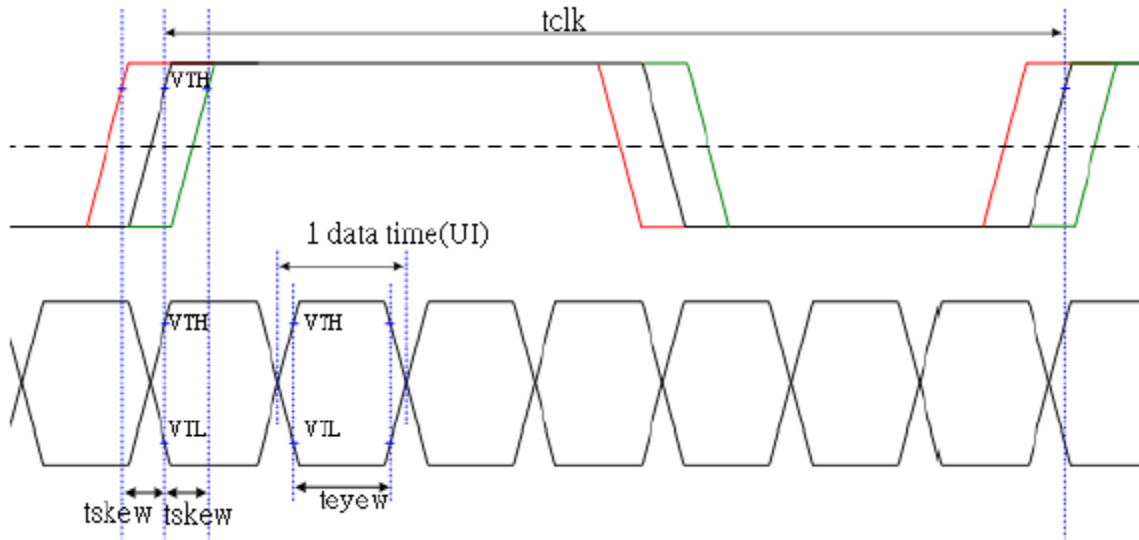 tclk
VTH
1 data time(UI)
VTH
VTH
VTL
VTL
teyew
tskew
tskew